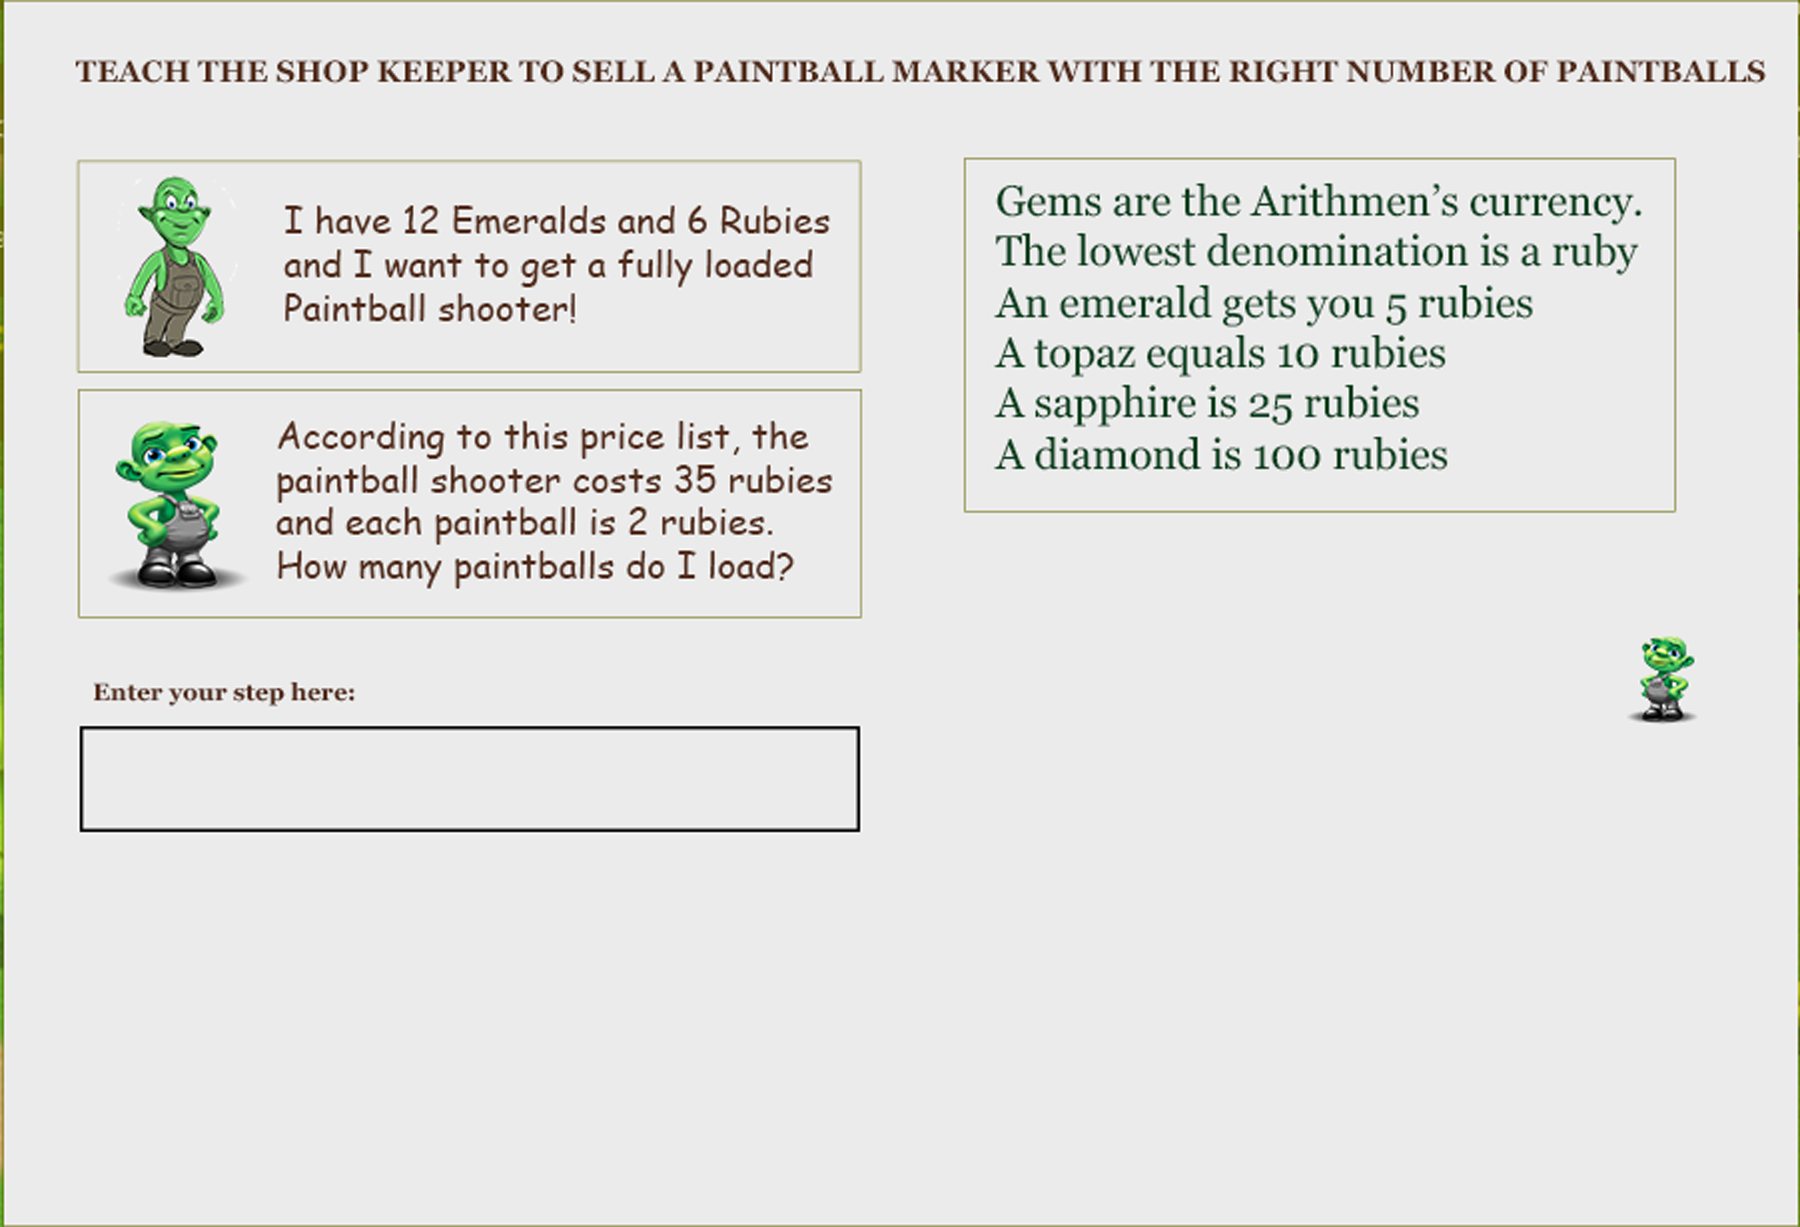 TEACH THE SHOP KEEPER TO SELL A PAINTBALL MARKER WITH THE RIGHT NUMBER OF PAINTBALLS
I have 12 Emeralds and 6 Rubies
and I want to get a fully loaded
Paintball shooter!
According to this price list, the
paintball shooter costs 35 rubies
and each paintball is 2 rubies.
How many paintballs do I load?
Gems are the Arithmen’s currency.
The lowest denomination is a ruby
An emerald gets you 5 rubies
A topaz equals 10 rubies
A sapphire is 25 rubies
A diamond is 100 rubies
Enter your step here: